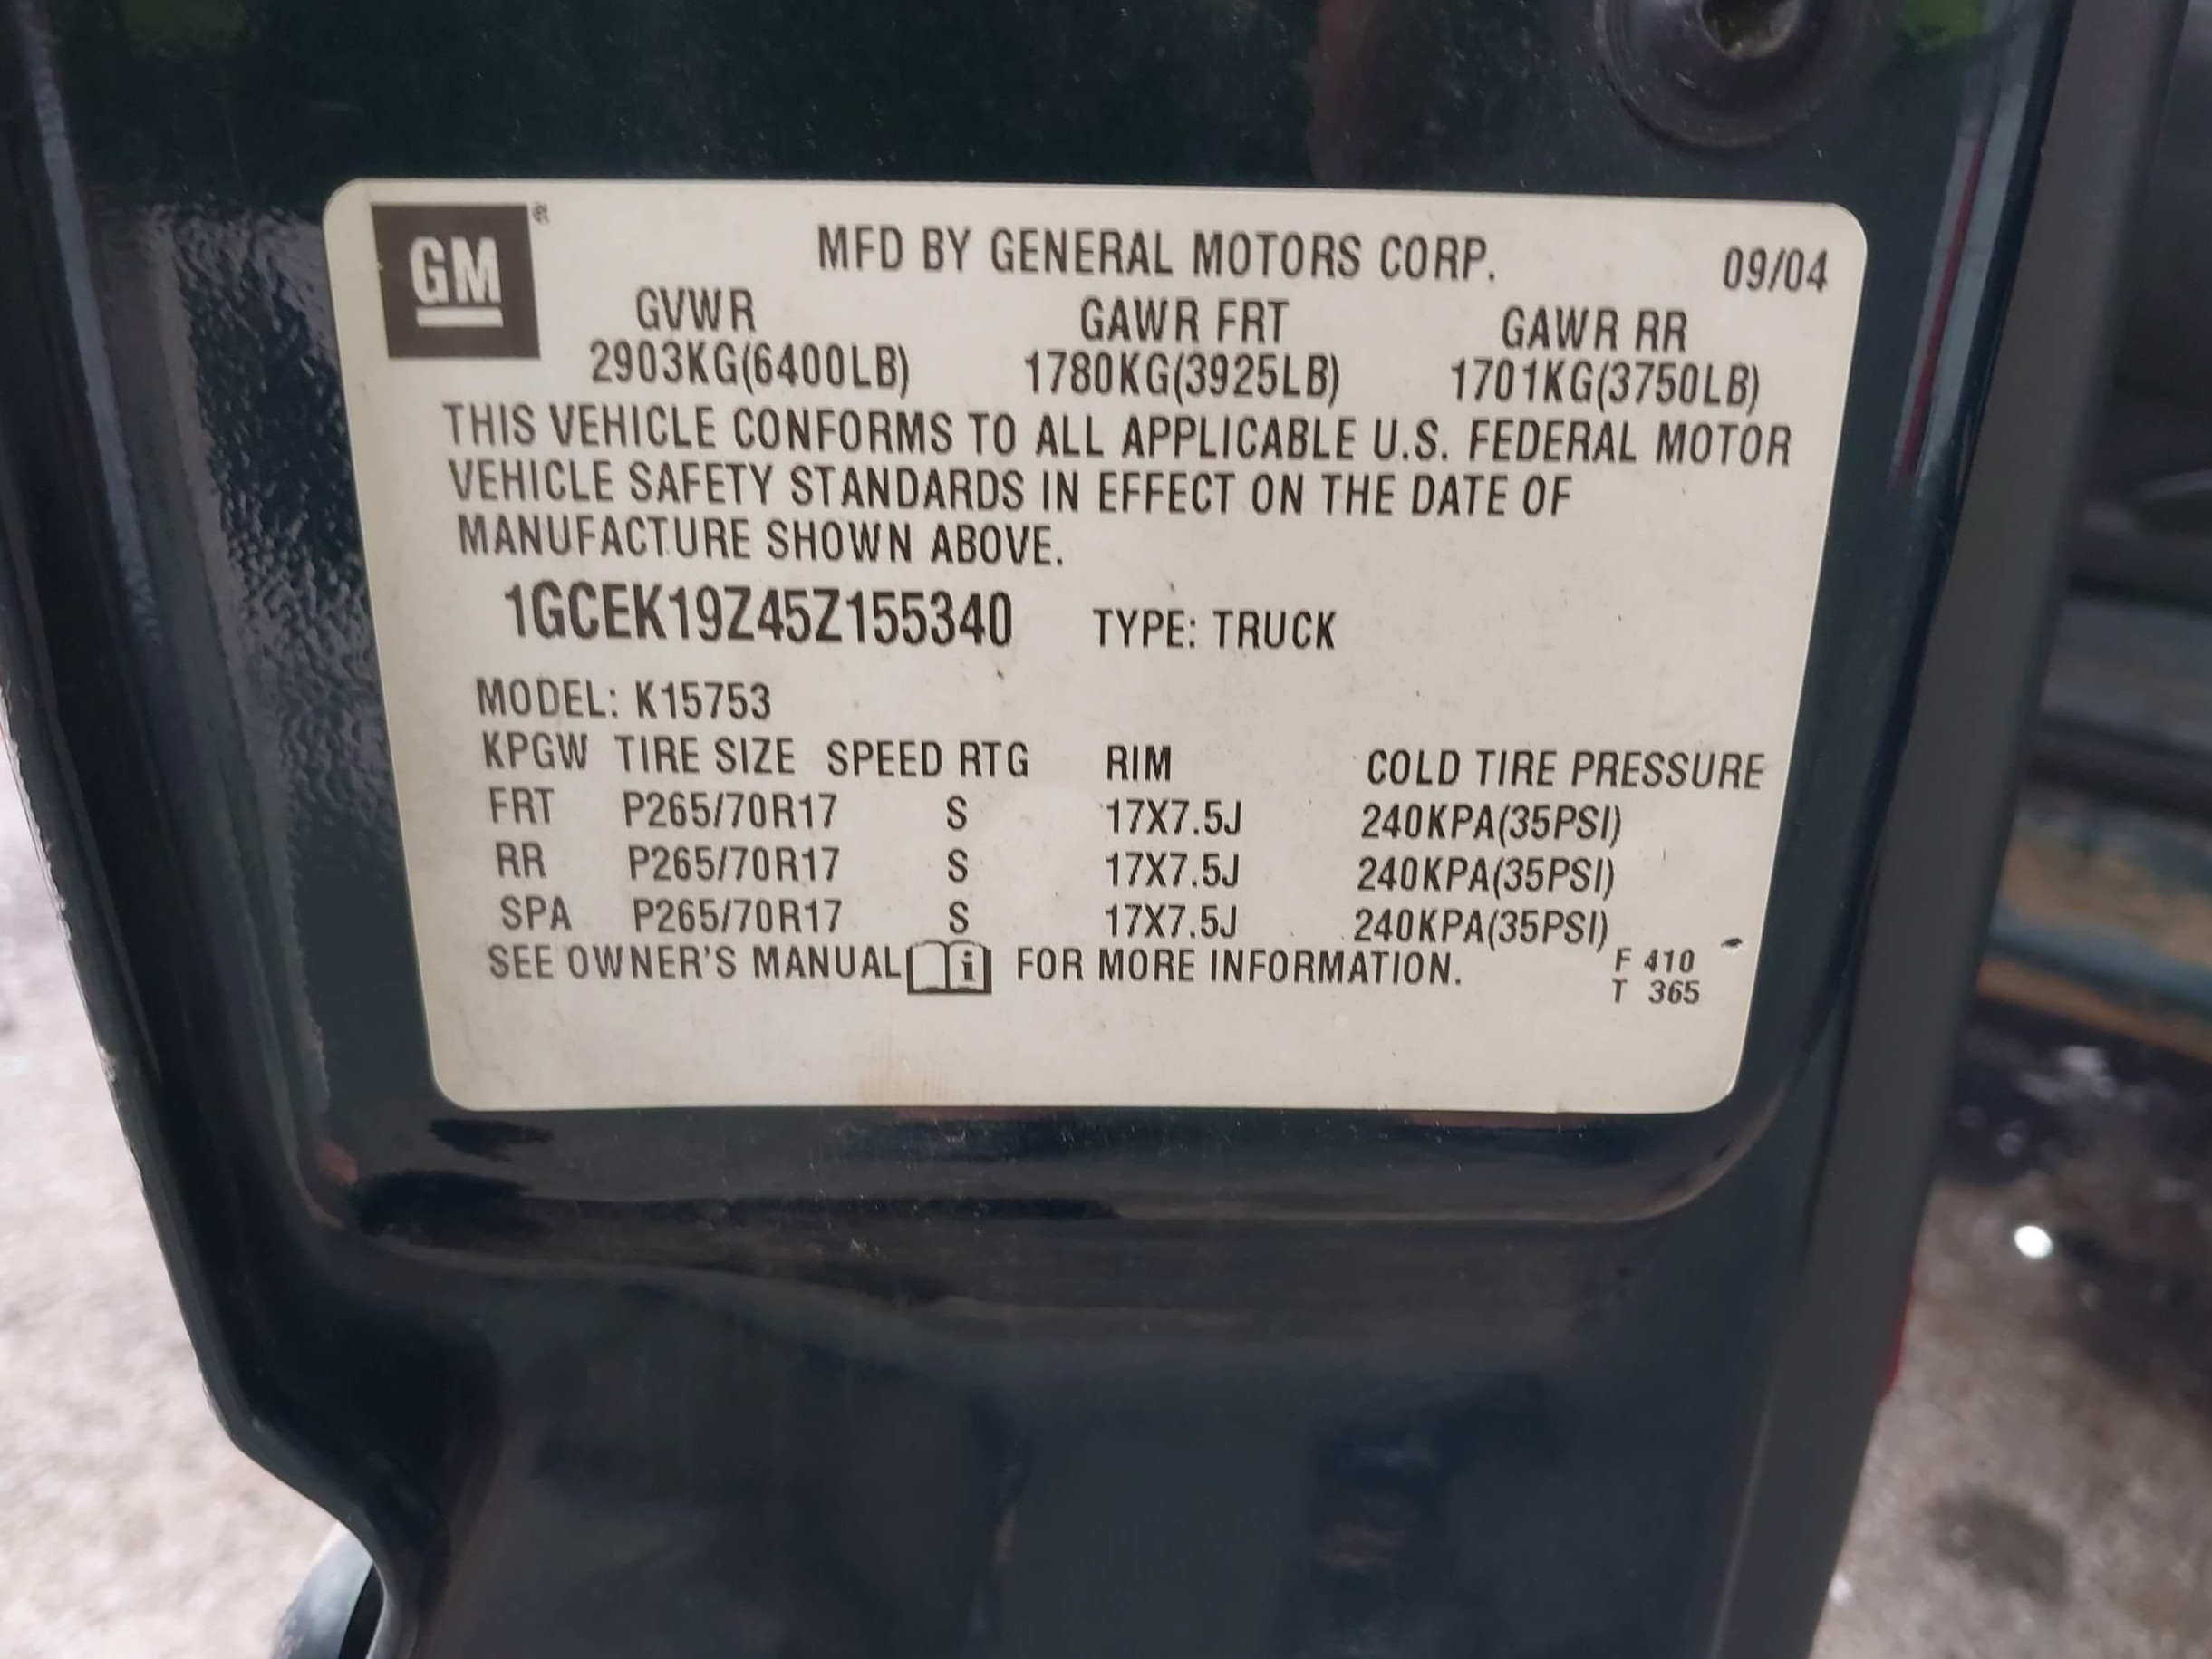 GM ®
MFD BY GENERAL MOTORS CORP. 09/04
GVWR GAWR FRT GAWR RR
2903KG(6400LB) 1780KG(3925LB) 1701KG(3750LB)
THIS VEHICLE CONFORMS TO ALL APPLICABLE U.S. FEDERAL MOTOR
VEHICLE SAFETY STANDARDS IN EFFECT ON THE DATE OF
MANUFACTURE SHOWN ABOVE.
1GCEK19Z45Z155340 TYPE: TRUCK
MODEL: K15753
KPGW TIRE SIZE SPEED RTG RIM COLD TIRE PRESSURE
FRT P265/70R17 S 17X7.5J 240KPA(35PSI)
RR P265/70R17 S 17X7.5J 240KPA(35PSI)
SPA P265/70R17 S 17X7.5J 240KPA(35PSI)
SEE OWNER'S MANUAL i FOR MORE INFORMATION. F 410
T 365